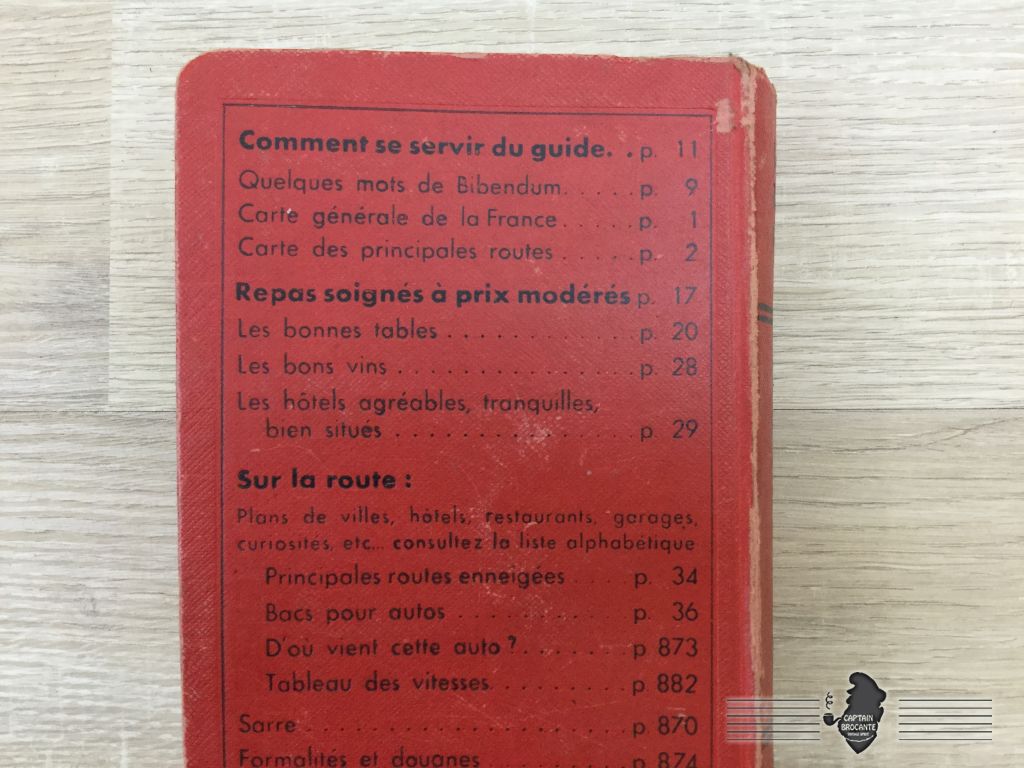 Comment se servir du guide. . p. 11
Quelques mots de Bibendum. . . . . p. 9
Carte générale de la France. . . . . p. 1
Carte des principales routes . . . . . p. 2
Repas soignés à prix modérés p. 17
Les bonnes tables . . . . . . . . . . . . p. 20
Les bons vins . . . . . . . . . . . . . . . p. 28
Les hôtels agréables, tranquilles,
bien situés . . . . . . . . . . . . . . . p. 29
Sur la route :
Plans de villes, hôtels, restaurants, garages,
curiosités, etc... consultez la liste alphabétique
Principales routes enneigées . . . . p. 34
Bacs pour autos . . . . . . . . . . p. 36
D'où vient cette auto ? . . . . . . . p 873
Tableau des vitesses. . . . . . . . . p 882
Sarre . . . . . . . . . . . . . . . . . . . p. 870
Formalités et douanes . . . . . . . . p. 874
CAPTAIN
BROCANTE